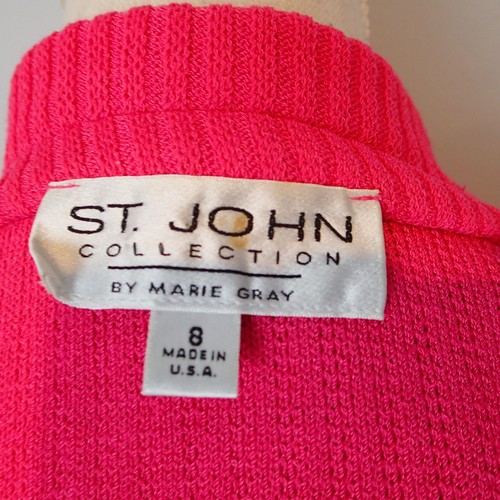 ST. JOHN
COLLECTION
BY MARIE GRAY
8
MADE IN
U.S.A.